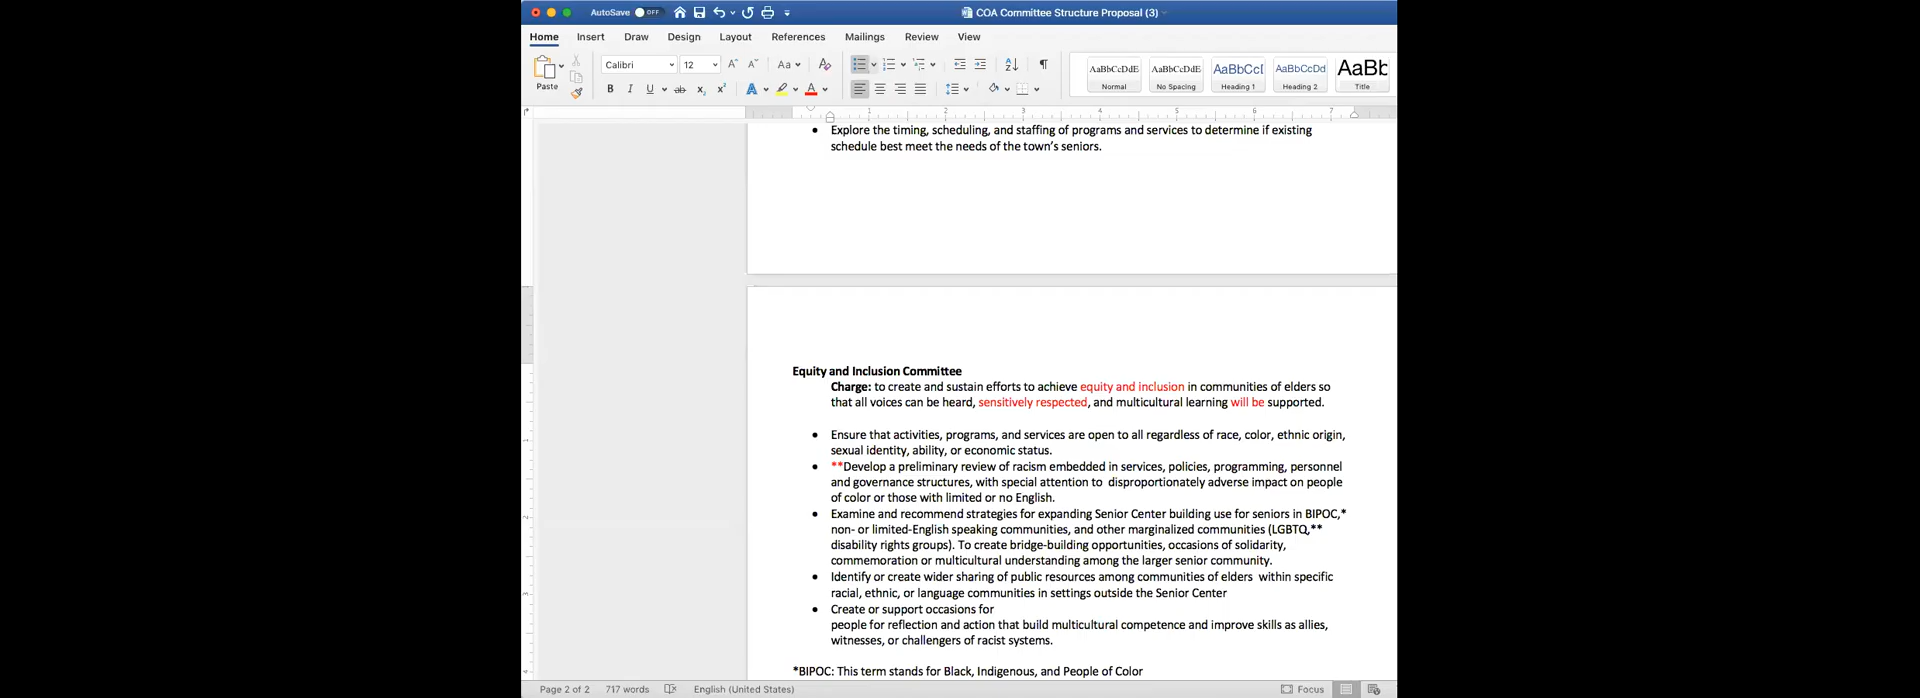 AutoSave OFF
COA Committee Structure Proposal (3)
Home Insert Draw Design Layout References Mailings Review View
Paste
Calibri 12
AaBbCcDdE Normal
AaBbCcDdE No Spacing
AaBbCcD Heading 1
AaBbCcDd Heading 2
AaBb Title
1 2 3 4 5 6 7
• Explore the timing, scheduling, and staffing of programs and services to determine if existing
schedule best meet the needs of the town's seniors.
Equity and Inclusion Committee
Charge: to create and sustain efforts to achieve equity and inclusion in communities of elders so
that all voices can be heard, sensitively respected, and multicultural learning will be supported.
• Ensure that activities, programs, and services are open to all regardless of race, color, ethnic origin,
sexual identity, ability, or economic status.
• **Develop a preliminary review of racism embedded in services, policies, programming, personnel
and governance structures, with special attention to disproportionately adverse impact on people
of color or those with limited or no English.
• Examine and recommend strategies for expanding Senior Center building use for seniors in BIPOC,*
non- or limited-English speaking communities, and other marginalized communities (LGBTQ,**
disability rights groups). To create bridge-building opportunities, occasions of solidarity,
commemoration or multicultural understanding among the larger senior community.
• Identify or create wider sharing of public resources among communities of elders within specific
racial, ethnic, or language communities in settings outside the Senior Center
• Create or support occasions for
people for reflection and action that build multicultural competence and improve skills as allies,
witnesses, or challengers of racist systems.
*BIPOC: This term stands for Black, Indigenous, and People of Color
Page 2 of 2 717 words English (United States) Focus